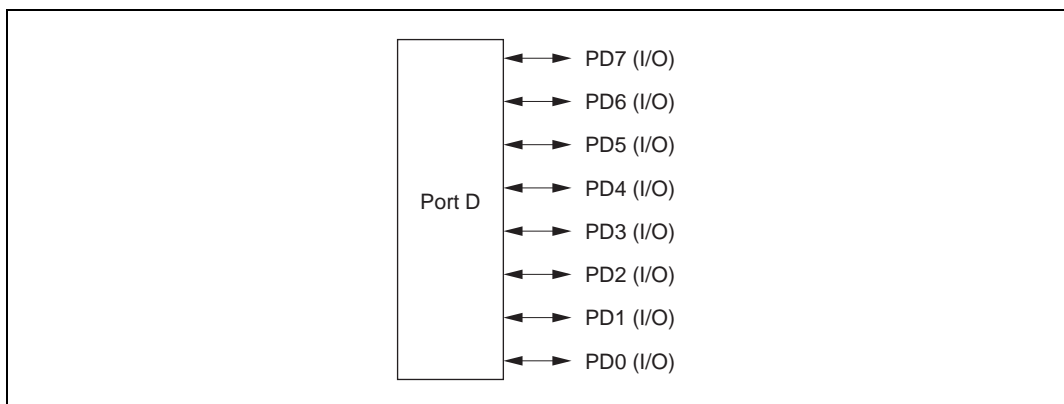 PD7 (I/O)
PD6 (I/O)
PD5 (I/O)
PD4 (I/O)
Port D
PD3 (I/O)
PD2 (I/O)
PD1 (I/O)
PD0 (I/O)